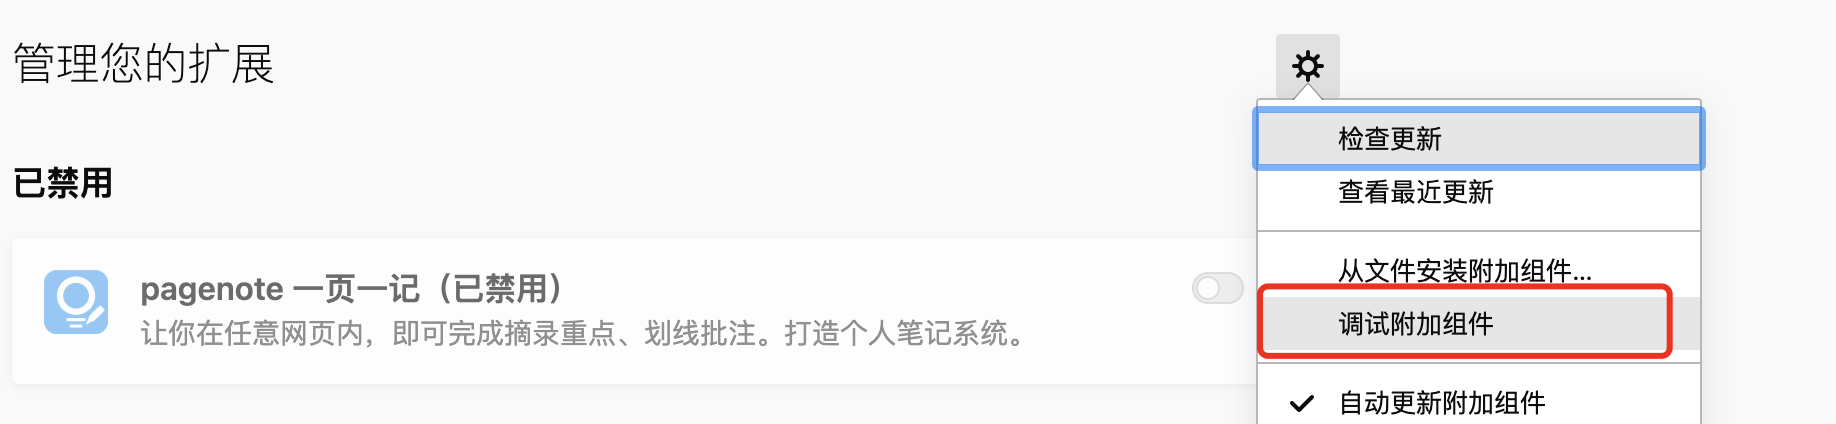 管理您的扩展
检查更新
查看最近更新
已禁用
从文件安装附加组件...
pagenote 一页一记（已禁用）
让你在任意网页内，即可完成摘录重点、划线批注。打造个人笔记系统。
调试附加组件
自动更新附加组件